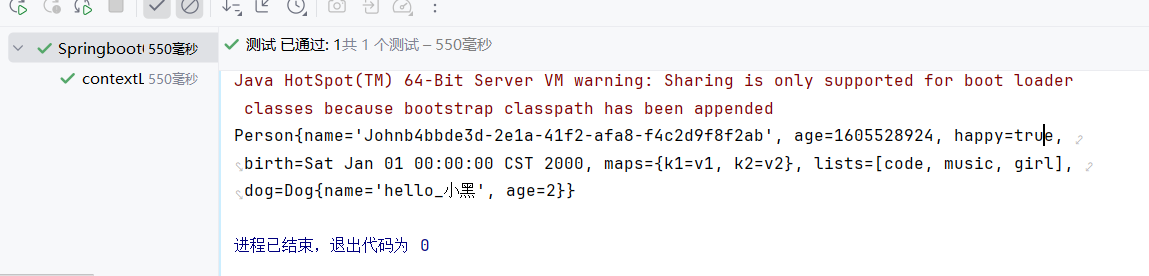 Springboot 550毫秒
contextL 550毫秒
测试 已通过: 1共 1 个测试 – 550毫秒
Java HotSpot(TM) 64-Bit Server VM warning: Sharing is only supported for boot loader
classes because bootstrap classpath has been appended
Person{name='Johnb4bbde3d-2e1a-41f2-afa8-f4c2d9f8f2ab', age=1605528924, happy=true,
birth=Sat Jan 01 00:00:00 CST 2000, maps={k1=v1, k2=v2}, lists=[code, music, girl],
dog=Dog{name='hello_小黑', age=2}}
进程已结束，退出代码为 0